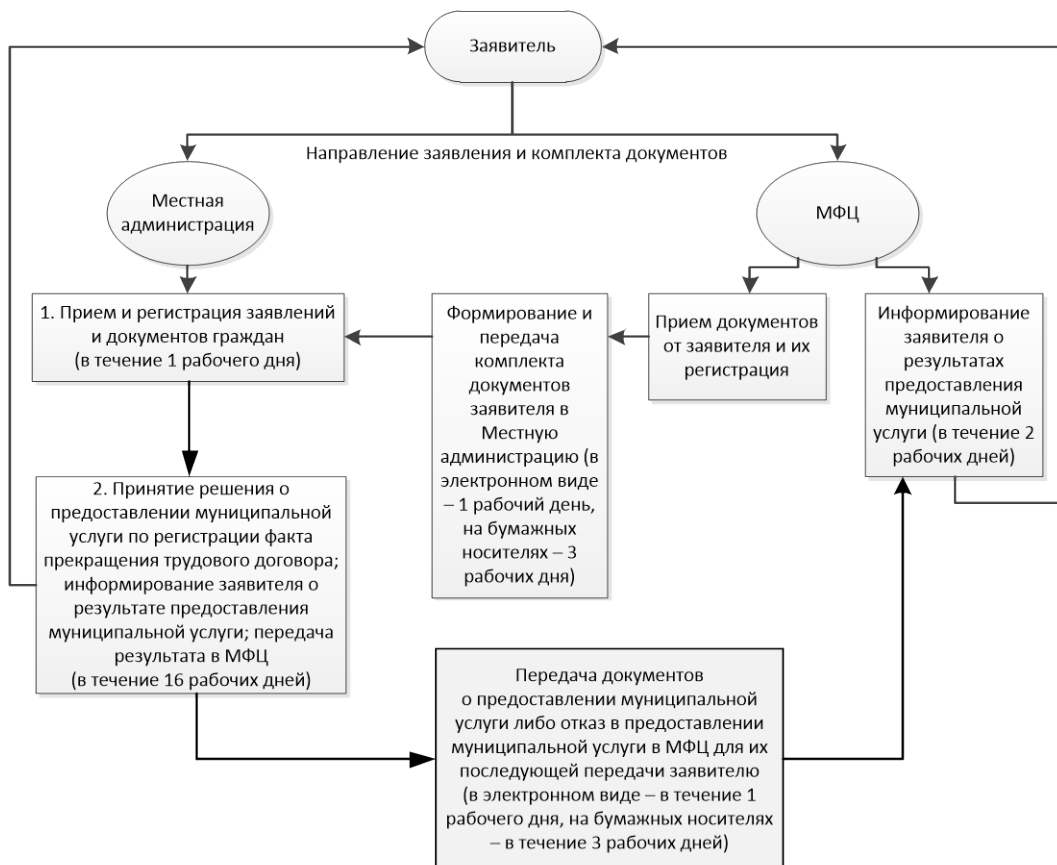 Заявитель
Направление заявления и комплекта документов
Местная
администрация
МФЦ
1. Прием и регистрация заявлений
и документов граждан
(в течение 1 рабочего дня)
Формирование и
передача
комплекта
документов
заявителя в
Местную
администрацию (в
электронном виде
– 1 рабочий день,
на бумажных
носителях – 3
рабочих дня)
Прием документов
от заявителя и их
регистрация
Информирование
заявителя о
результатах
предоставления
муниципальной
услуги (в течение 2
рабочих дней)
2. Принятие решения о
предоставлении муниципальной
услуги по регистрации факта
прекращения трудового договора;
информирование заявителя о
результате предоставления
муниципальной услуги; передача
результата в МФЦ
(в течение 16 рабочих дней)
Передача документов
о предоставлении муниципальной
услуги либо отказ в предоставлении
муниципальной услуги в МФЦ для их
последующей передачи заявителю
(в электронном виде – в течение 1
рабочего дня, на бумажных носителях
– в течение 3 рабочих дней)